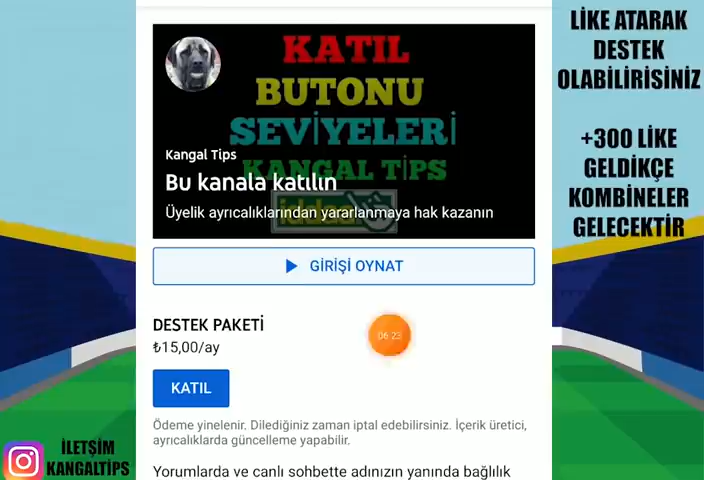 KATIL
BUTONU
SEVİYELERİ
KANGAL TİPS
Kangal Tips
Bu kanala katılın
iddaa
Üyelik ayrıcalıklarından yararlanmaya hak kazanın
GİRİŞİ OYNAT
DESTEK PAKETİ
₺15,00/ay
06:23
KATIL
Ödeme yinelenir. Dilediğiniz zaman iptal edebilirsiniz. İçerik üretici,
ayrıcalıklarda güncelleme yapabilir.
Yorumlarda ve canlı sohbette adınızın yanında bağlılık
LİKE ATARAK
DESTEK
OLABİLİRİSİNİZ
+300 LİKE
GELDİKÇE
KOMBİNELER
GELECEKTİR
İLETŞİM
KANGALTİPS